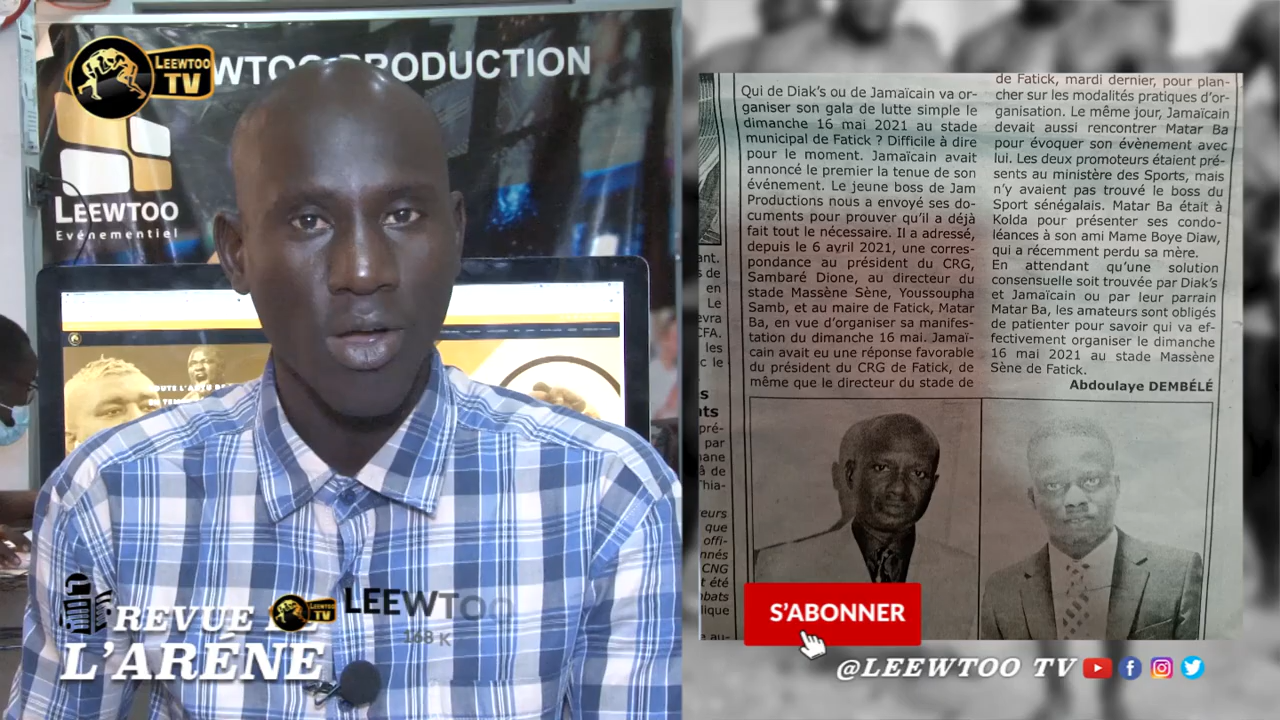 LEEWTOO
TV
WTOO PRODUCTION
LEEWTOO
Evénementiel
REVUE DE
L'ARÉNE
LEEWTOO
TV
LEEWTOO
168 K
Qui de Diak's ou de Jamaïcain va or-
ganiser son gala de lutte simple le
dimanche 16 mai 2021 au stade
municipal de Fatick ? Difficile à dire
pour le moment. Jamaïcain avait
annoncé le premier la tenue de son
événement. Le jeune boss de Jam
Productions nous a envoyé ses do-
cuments pour prouver qu'il a déjà
fait tout le nécessaire. Il a adressé,
depuis le 6 avril 2021, une corres-
pondance au président du CRG,
Sambaré Dione, au directeur du
stade Massène Sène, Youssoupha
Samb, et au maire de Fatick, Matar
Ba, en vue d'organiser sa manifes-
tation du dimanche 16 mai. Jamaï-
cain avait eu une réponse favorable
du président du CRG de Fatick, de
même que le directeur du stade de
de Fatick, mardi dernier, pour plan-
cher sur les modalités pratiques d'or-
ganisation. Le même jour, Jamaïcain
devait aussi rencontrer Matar Ba
pour évoquer son évènement avec
lui. Les deux promoteurs étaient pré-
sents au ministère des Sports, mais
n'y avaient pas trouvé le boss du
Sport sénégalais. Matar Ba était à
Kolda pour présenter ses condo-
léances à son ami Mame Boye Diaw,
qui a récemment perdu sa mère.
En attendant qu'une solution
consensuelle soit trouvée par Diak's
et Jamaïcain ou par leur parrain
Matar Ba, les amateurs sont obligés
de patienter pour savoir qui va ef-
fectivement organiser le dimanche
16 mai 2021 au stade Massène
Sène de Fatick.
Abdoulaye DEMBÉLÉ
S'ABONNER
@LEEWTOO TV